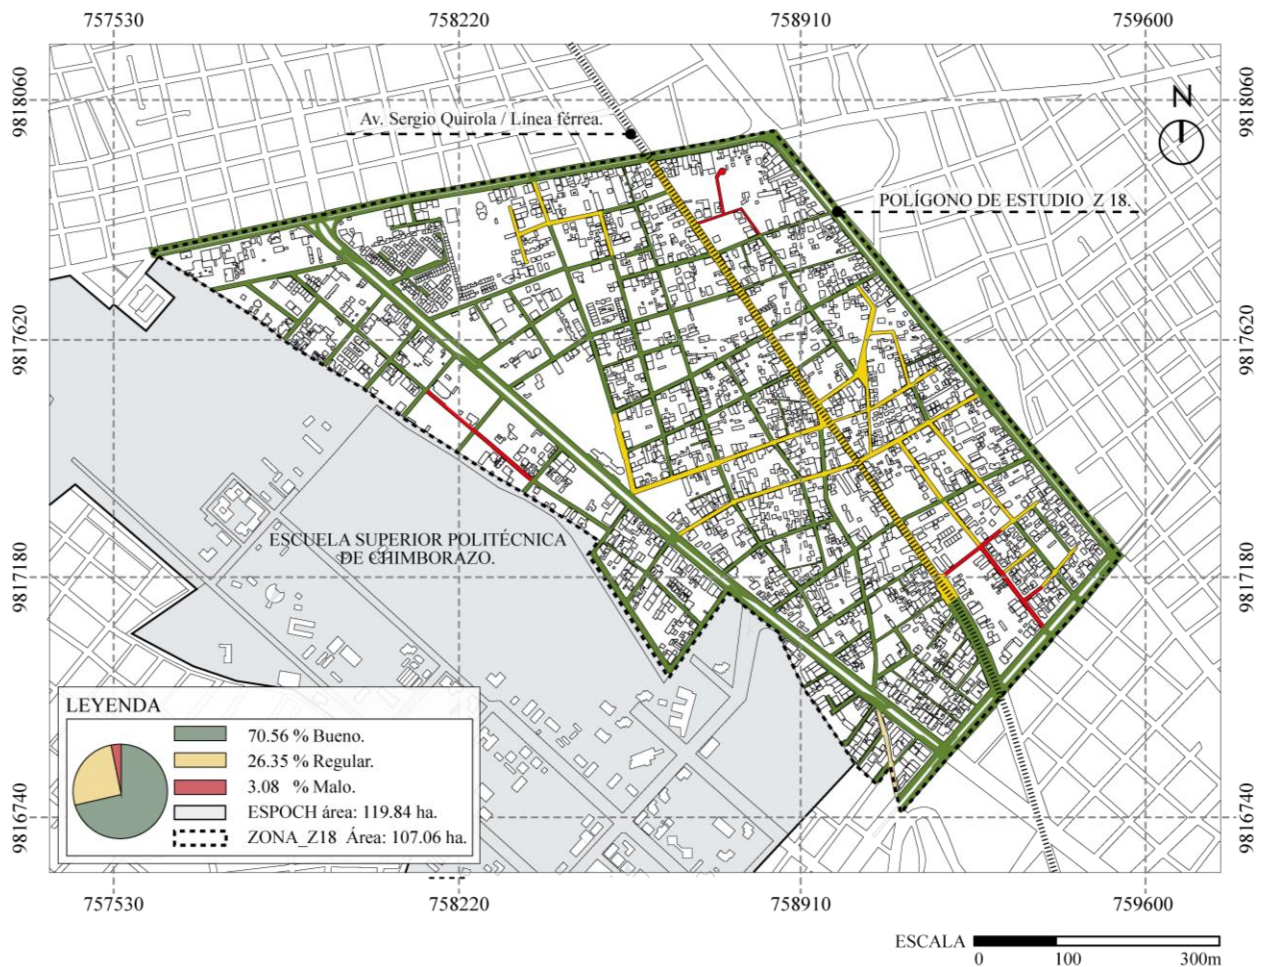 757530 758220 758910 759600
9818060
9818060
N
Av. Sergio Quirola / Línea férrea.
POLÍGONO DE ESTUDIO Z 18.
9817620
9817620
ESCUELA SUPERIOR POLITÉCNICA
DE CHIMBORAZO.
9817180
9817180
LEYENDA
70.56 % Bueno.
26.35 % Regular.
3.08 % Malo.
ESPOCH área: 119.84 ha.
ZONA_Z18 Área: 107.06 ha.
9816740
9816740
757530 758220 758910 759600
ESCALA
0 100 300m